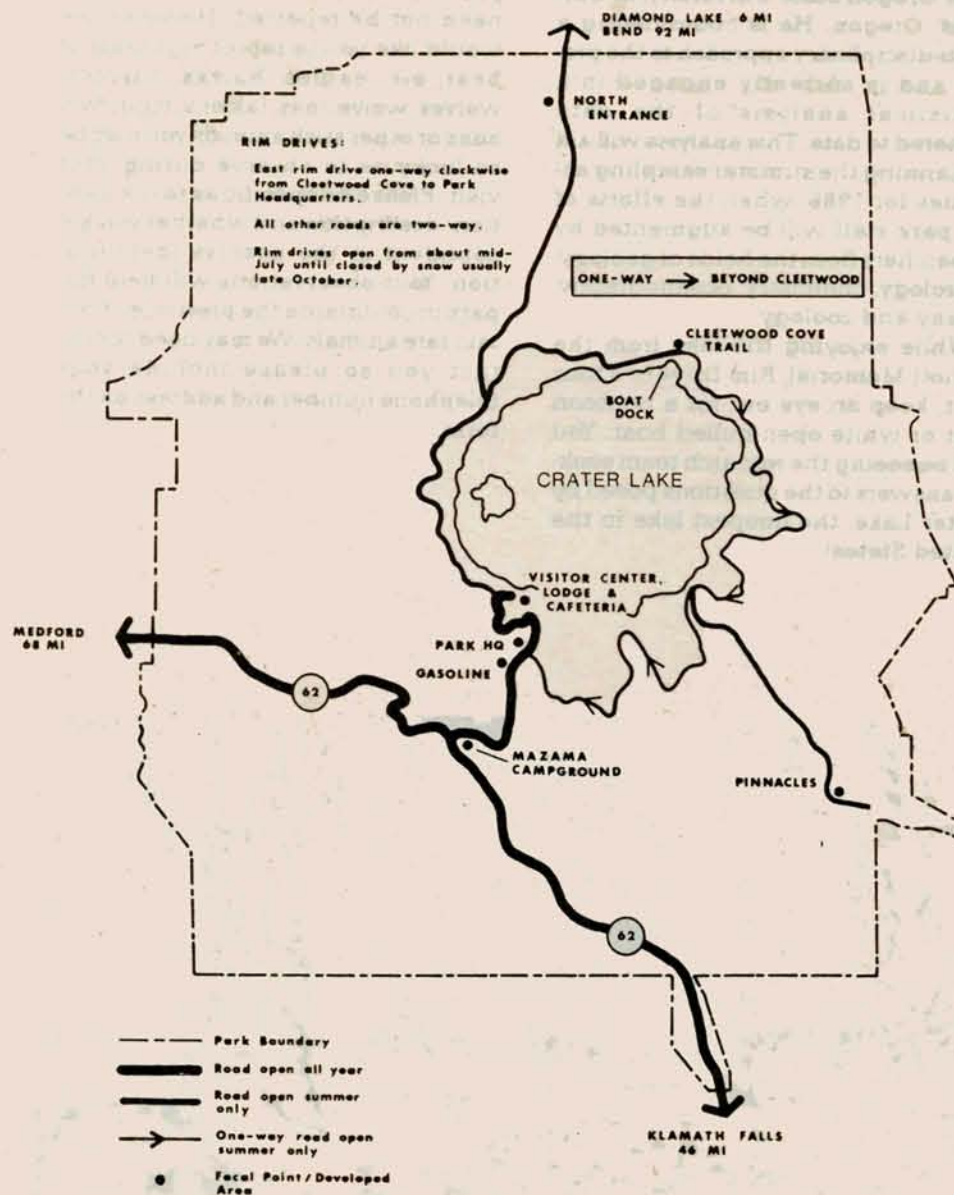 DIAMOND LAKE 6 MI
BEND 92 MI
NORTH
ENTRANCE
RIM DRIVES:
East rim drive one-way clockwise
from Cleetwood Cove to Park
Headquarters.
All other roads are two-way.
Rim drives open from about mid-
July until closed by snow usually
late October.
ONE-WAY BEYOND CLEETWOOD
CLEETWOOD COVE
TRAIL
BOAT
DOCK
CRATER LAKE
VISITOR CENTER,
LODGE &
CAFETERIA
MEDFORD
68 MI
PARK HQ
GASOLINE
62
MAZAMA
CAMPGROUND
PINNACLES
62
Park Boundary
Road open all year
Road open summer
only
One-way road open
summer only
Focal Point/Developed
Area
KLAMATH FALLS
46 MI